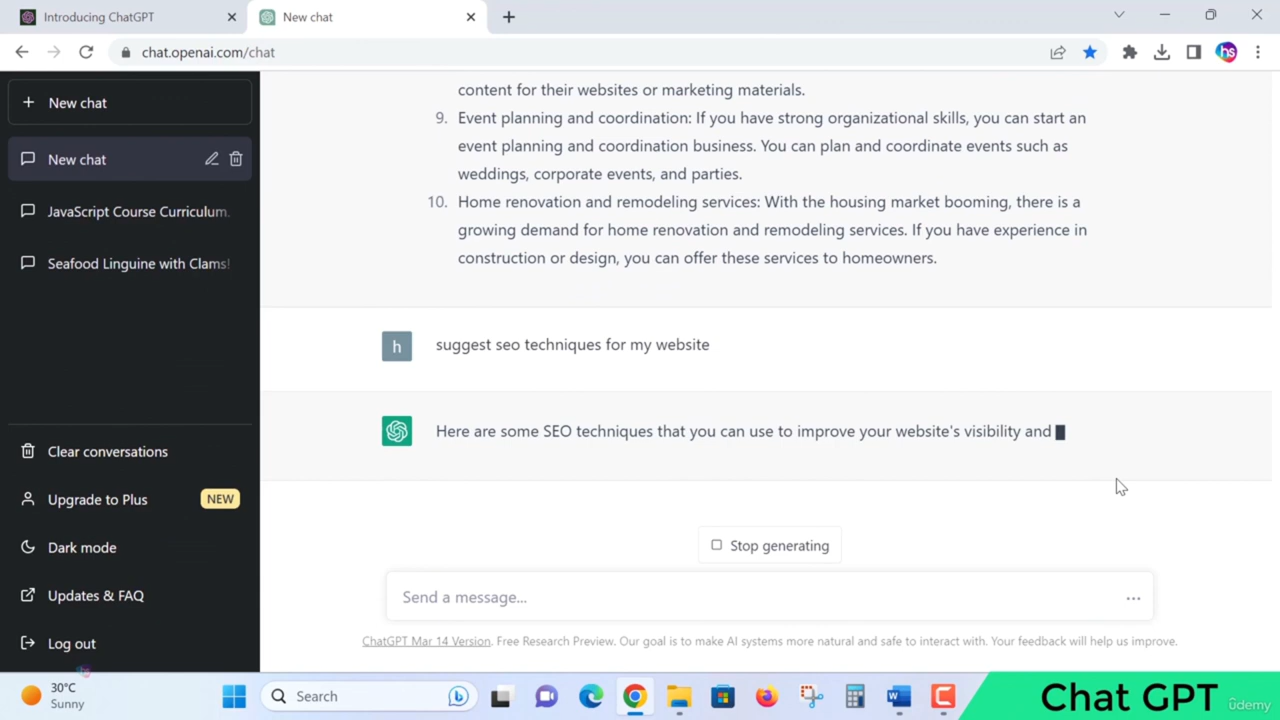 Introducing ChatGPT
New chat
chat.openai.com/chat
hs
New chat
New chat
JavaScript Course Curriculum.
Seafood Linguine with Clams!
Clear conversations
Upgrade to Plus
NEW
Dark mode
Updates & FAQ
Log out
content for their websites or marketing materials.
9. Event planning and coordination: If you have strong organizational skills, you can start an
event planning and coordination business. You can plan and coordinate events such as
weddings, corporate events, and parties.
10. Home renovation and remodeling services: With the housing market booming, there is a
growing demand for home renovation and remodeling services. If you have experience in
construction or design, you can offer these services to homeowners.
h
suggest seo techniques for my website
Here are some SEO techniques that you can use to improve your website's visibility and
Stop generating
Send a message...
ChatGPT Mar 14 Version. Free Research Preview. Our goal is to make AI systems more natural and safe to interact with. Your feedback will help us improve.
hs
30°C
Sunny
Search
Chat GPT
ûdemy